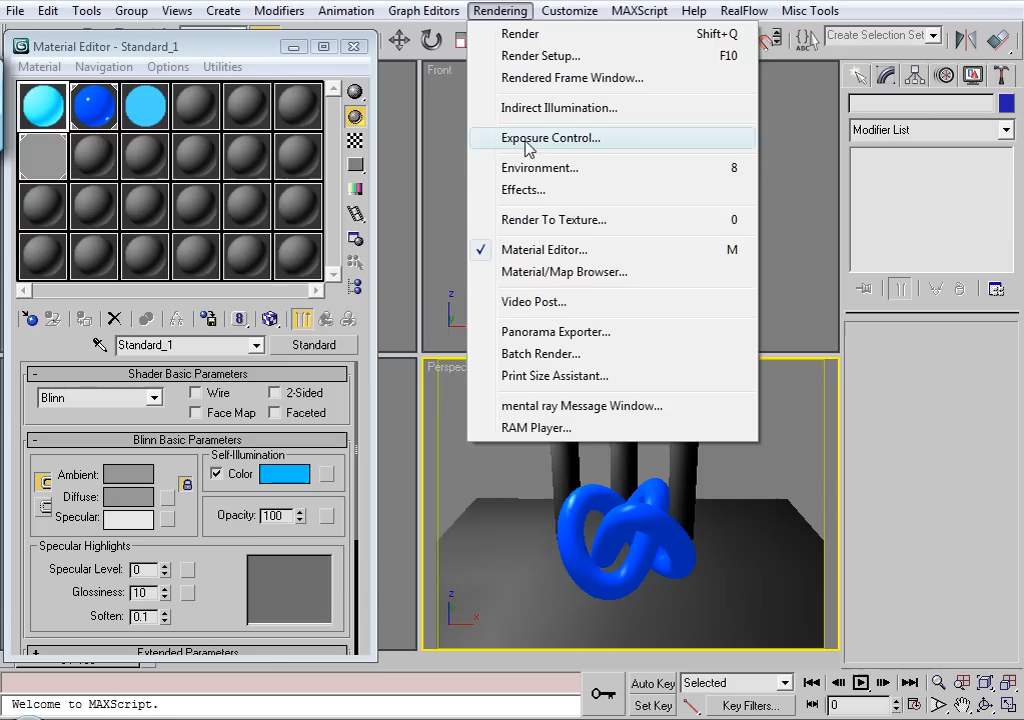 File Edit Tools Group Views Create Modifiers Animation Graph Editors Rendering Customize MAXScript Help RealFlow Misc Tools
Material Editor - Standard_1
Material Navigation Options Utilities
Render Shift+Q
Render Setup... F10
Rendered Frame Window...
Indirect Illumination...
Exposure Control...
Environment... 8
Effects...
Render To Texture... 0
Material Editor... M
Material/Map Browser...
Video Post...
Panorama Exporter...
Batch Render...
Print Size Assistant...
mental ray Message Window...
RAM Player...
Create Selection Set
Modifier List
Front
z
Standard_1 Standard
Shader Basic Parameters
Blinn Wire 2-Sided
Face Map Faceted
Blinn Basic Parameters
Self-Illumination
Ambient: Color
Diffuse:
Specular: Opacity: 100
Specular Highlights
Specular Level: 0
Glossiness: 10
Soften: 0.1
Extended Parameters
z
x
Auto Key Selected
Set Key Key Filters... 0
Welcome to MAXScript.